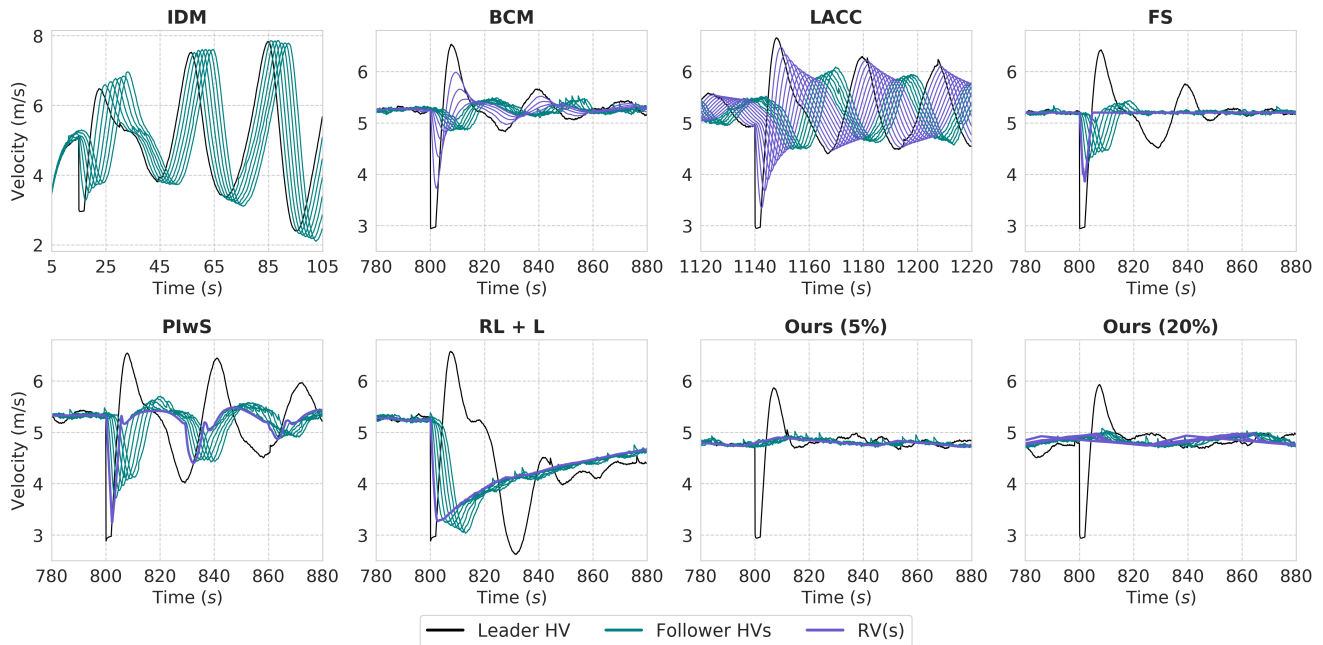 IDM
BCM
LACC
FS
Velocity (m/s)
8
6
4
2
5 25 45 65 85 105
Time (s)
6
5
4
3
780 800 820 840 860 880
Time (s)
6
5
4
3
1120 1140 1160 1180 1200 1220
Time (s)
6
5
4
3
780 800 820 840 860 880
Time (s)
PIwS
RL + L
Ours (5%)
Ours (20%)
Velocity (m/s)
6
5
4
3
780 800 820 840 860 880
Time (s)
6
5
4
3
780 800 820 840 860 880
Time (s)
6
5
4
3
780 800 820 840 860 880
Time (s)
6
5
4
3
780 800 820 840 860 880
Time (s)
Leader HV Follower HVs RV(s)